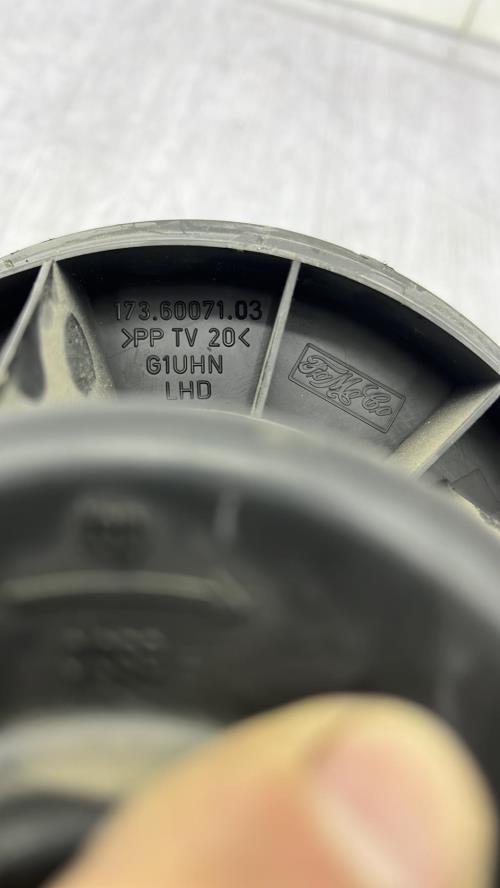 173.60071.03
>PP TV 20<
G1UHN
LHD
FoMoCo